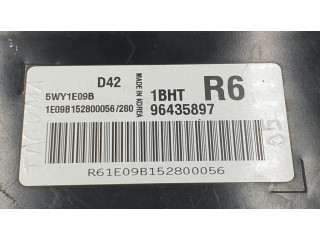 D42
MADE IN KOREA
1BHT
R6
5WY1E09B
1E09B152800056/280
96435897
R61E09B152800056